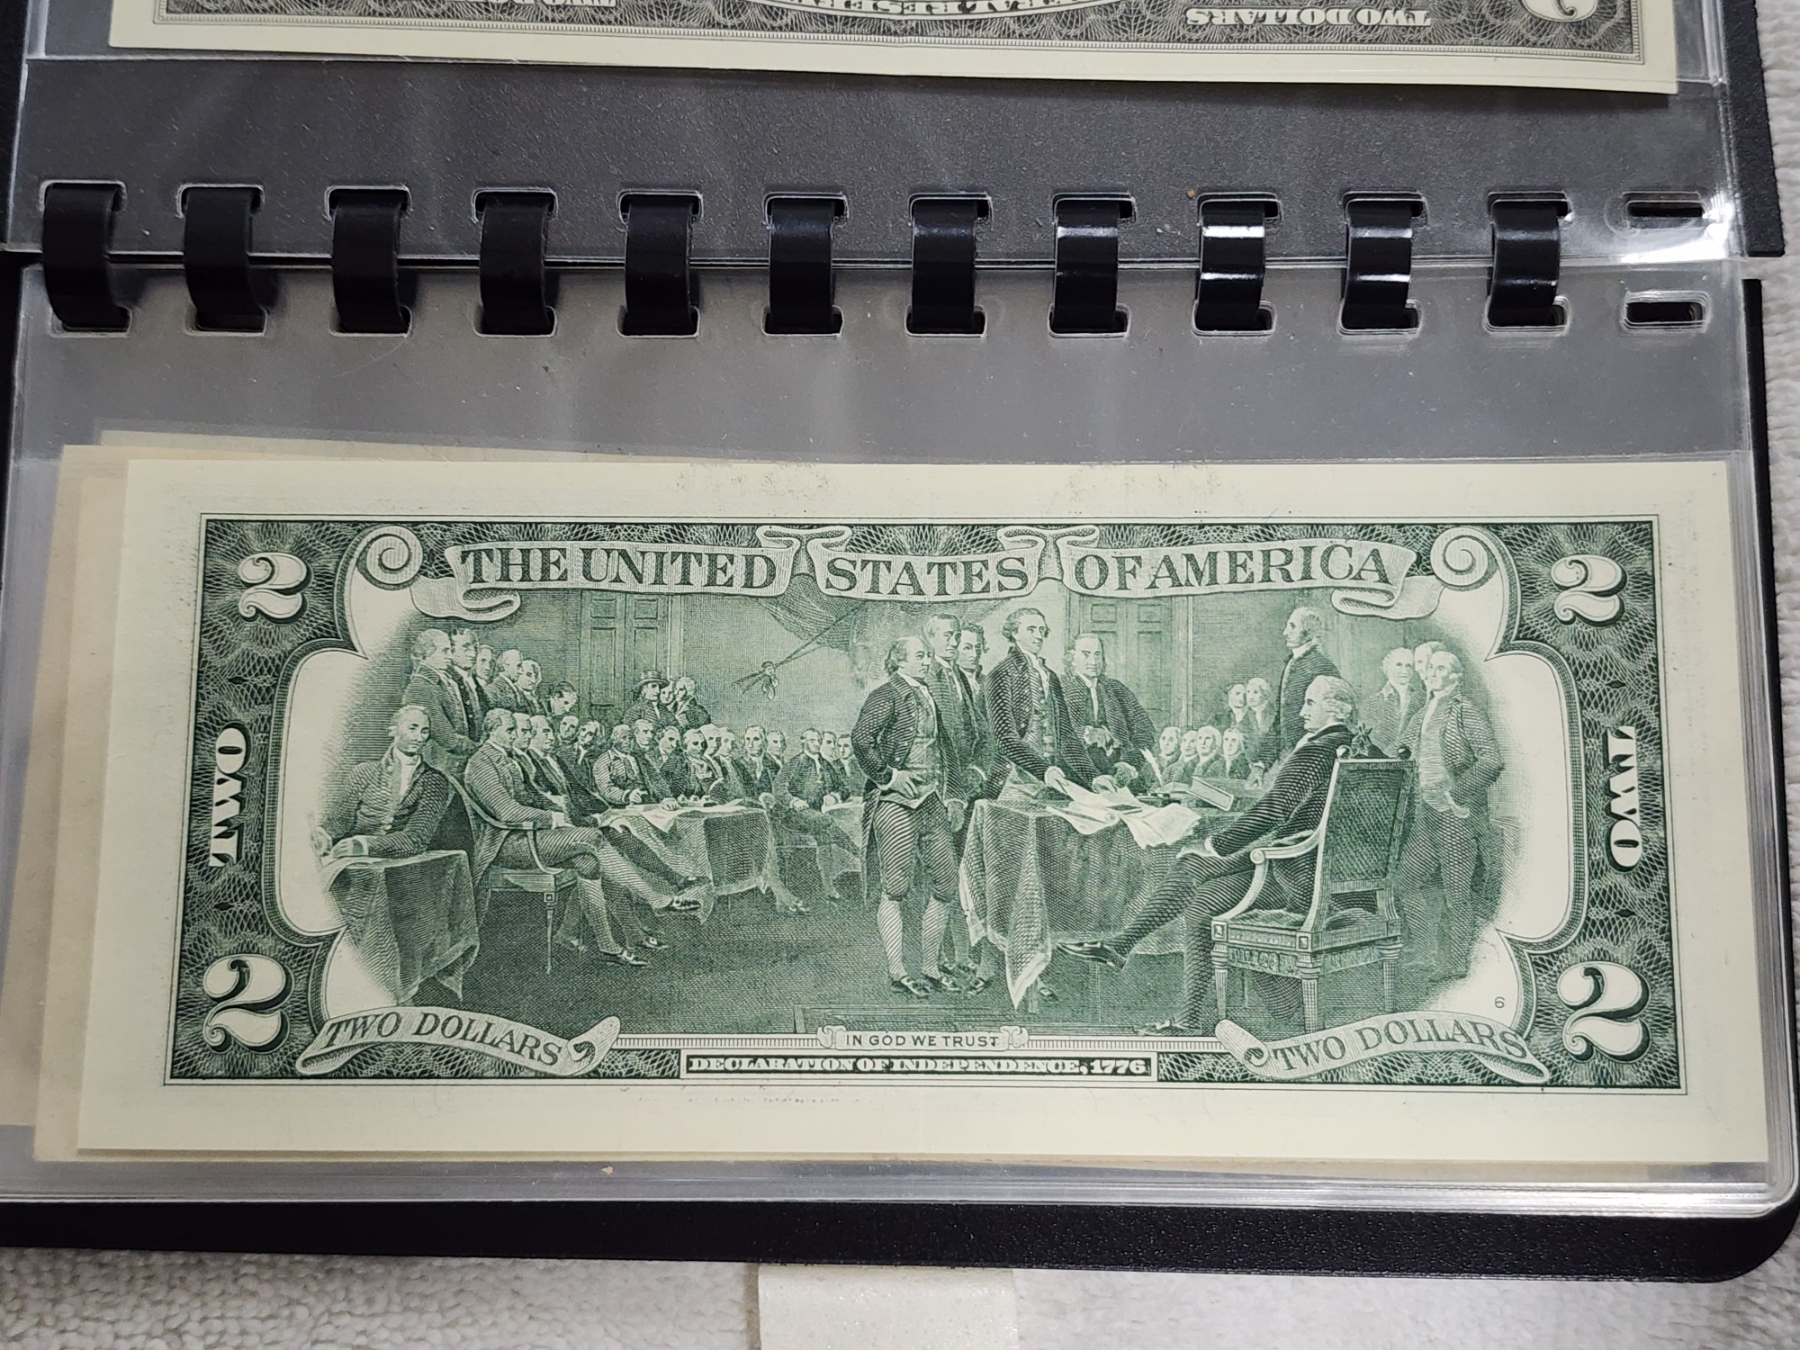 TWO DOLLARS
2
THE UNITED STATES OF AMERICA
2
2
TWO
TWO
2
2
TWO DOLLARS
IN GOD WE TRUST
TWO DOLLARS
6
DECLARATION OF INDEPENDENCE, 1776